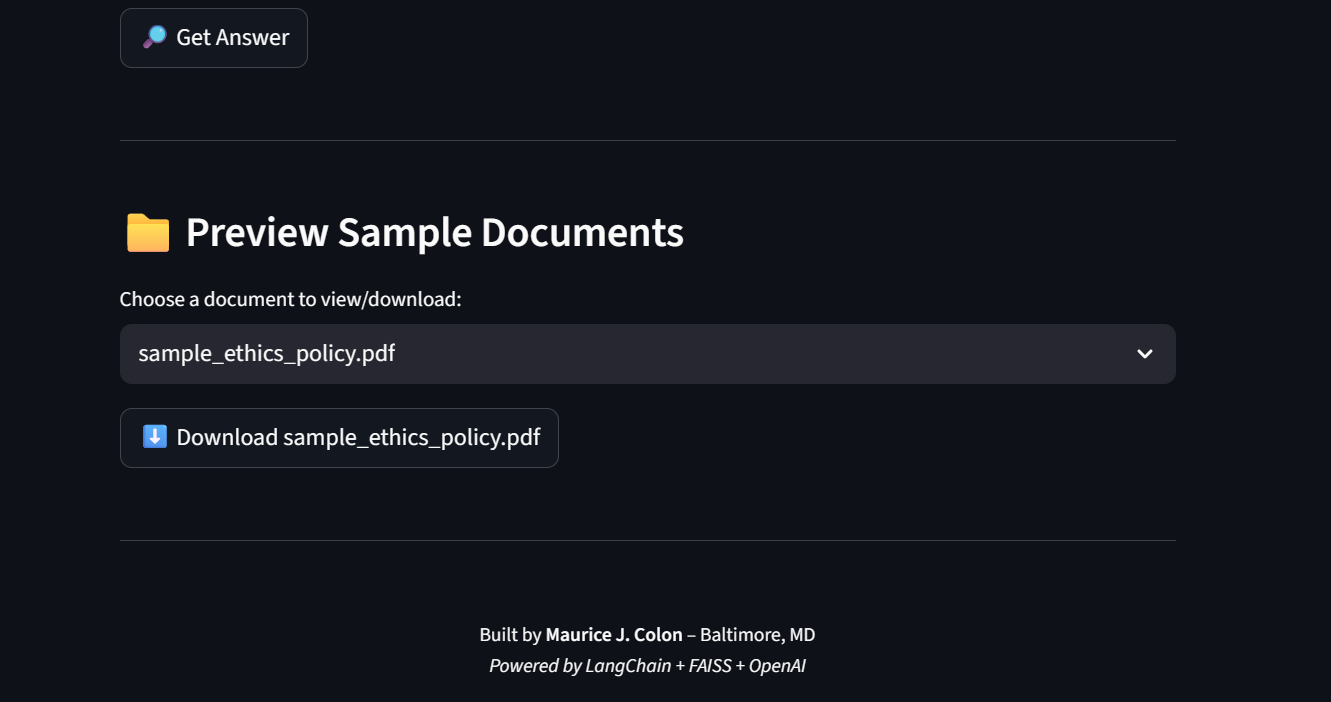 Get Answer
Preview Sample Documents
Choose a document to view/download:
sample_ethics_policy.pdf
Download sample_ethics_policy.pdf
Built by Maurice J. Colon – Baltimore, MD
Powered by LangChain + FAISS + OpenAI